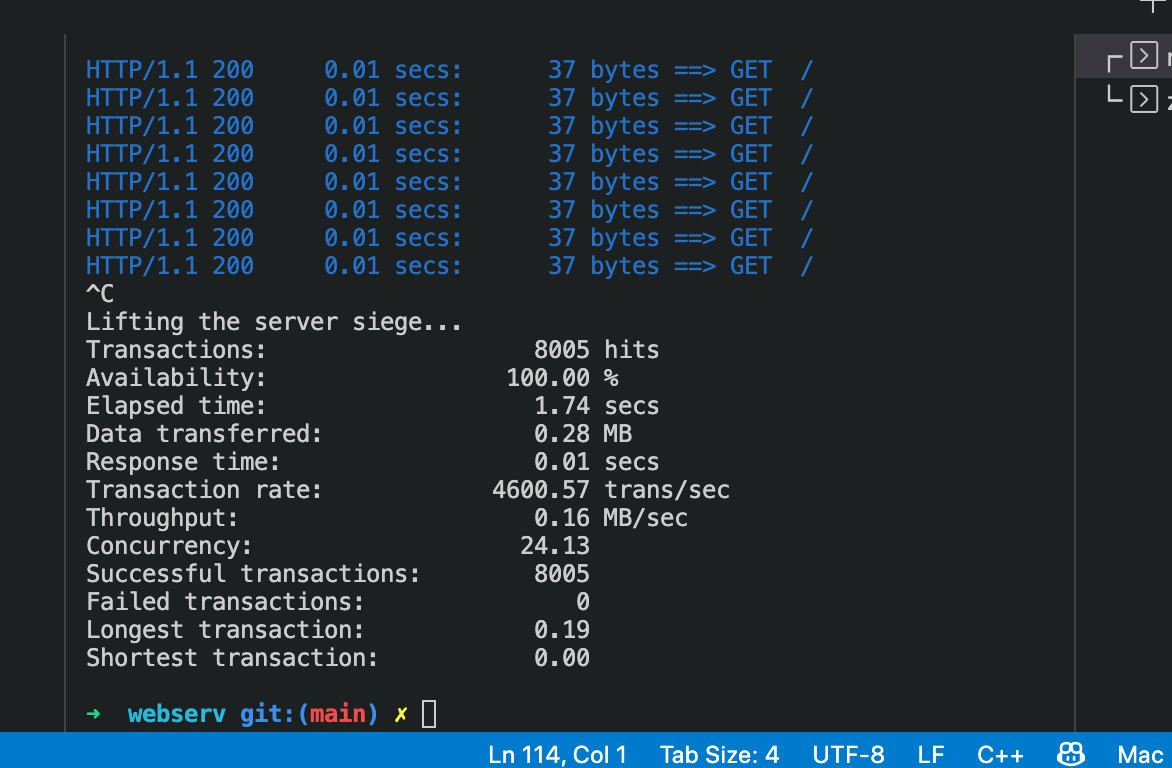 HTTP/1.1 200     0.01 secs:      37 bytes ==> GET  /
HTTP/1.1 200     0.01 secs:      37 bytes ==> GET  /
HTTP/1.1 200     0.01 secs:      37 bytes ==> GET  /
HTTP/1.1 200     0.01 secs:      37 bytes ==> GET  /
HTTP/1.1 200     0.01 secs:      37 bytes ==> GET  /
HTTP/1.1 200     0.01 secs:      37 bytes ==> GET  /
HTTP/1.1 200     0.01 secs:      37 bytes ==> GET  /
HTTP/1.1 200     0.01 secs:      37 bytes ==> GET  /
^C
Lifting the server siege...
Transactions:                   8005 hits
Availability:                 100.00 %
Elapsed time:                   1.74 secs
Data transferred:               0.28 MB
Response time:                  0.01 secs
Transaction rate:            4600.57 trans/sec
Throughput:                     0.16 MB/sec
Concurrency:                   24.13
Successful transactions:        8005
Failed transactions:               0
Longest transaction:            0.19
Shortest transaction:           0.00
➜  webserv git:(main) ✗
Ln 114, Col 1  Tab Size: 4  UTF-8  LF  C++  Mac